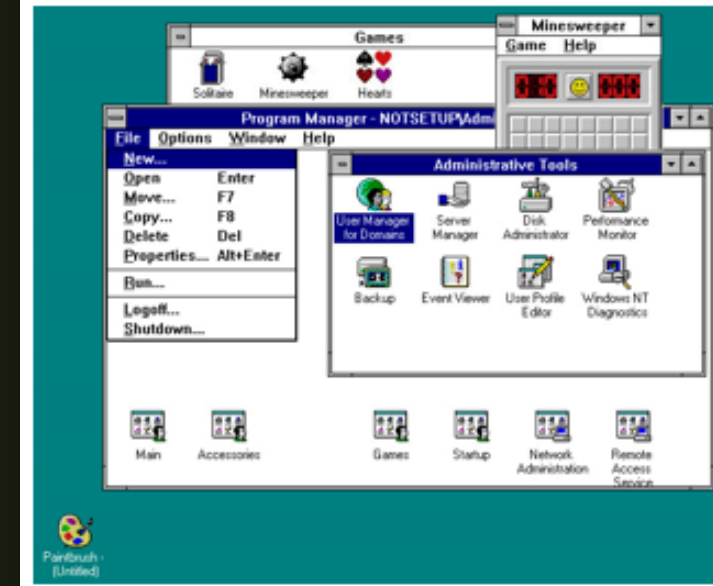 Games
Solitaire
Minesweeper
Hearts
Minesweeper
Game Help
Program Manager - NOTSETUP\Admi
File Options Window Help
New...
Open Enter
Move... F7
Copy... F8
Delete Del
Properties... Alt+Enter
Run...
Logoff...
Shutdown...
Administrative Tools
User Manager
for Domains
Server
Manager
Disk
Administrator
Performance
Monitor
Backup
Event Viewer
User Profile
Editor
Windows NT
Diagnostics
Main
Accessories
Games
Startup
Network
Administration
Remote
Access
Service
Paintbrush -
(Untitled)